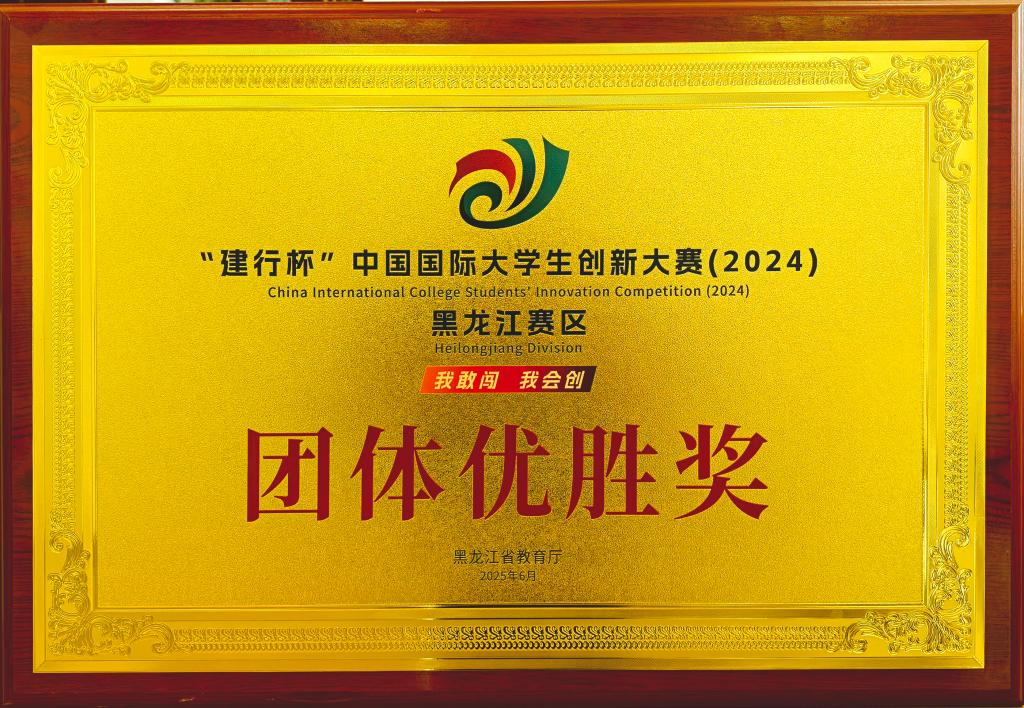 “建行杯”中国国际大学生创新大赛(2024)
China International College Students' Innovation Competition (2024)
黑龙江赛区
Heilongjiang Division
我敢闯 我会创
团体优胜奖
黑龙江省教育厅
2025年6月